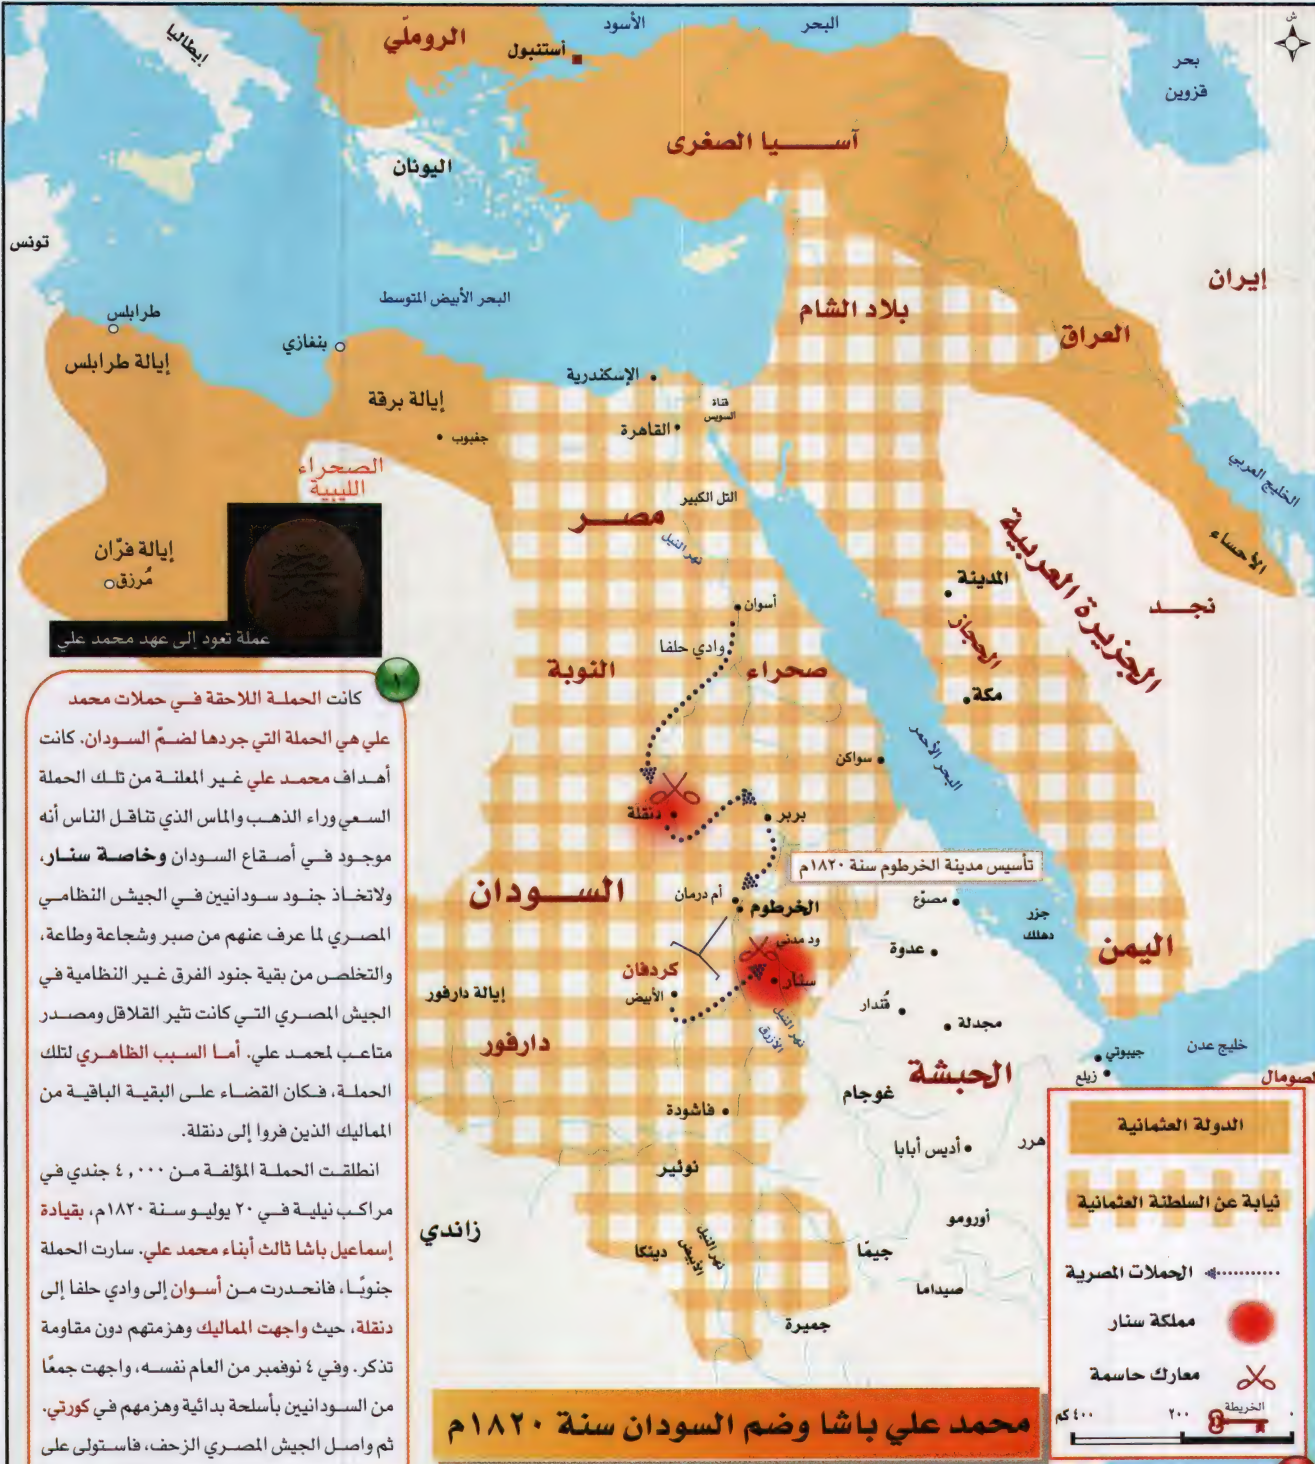 ش
إيطاليا
الروملّي
أستنبول
البحر
الأسود
بحر
قزوين
آسيا الصغرى
اليونان
تونس
إيران
البحر الأبيض المتوسط
بلاد الشام
العراق
طرابلس
إيالة طرابلس
بنغازي
إيالة برقة
جغبوب
الإسكندرية
القاهرة
قناة
السويس
الخليج العربي
الصحراء
الليبية
التل الكبير
مصر
نهر النيل
الأحساء
إيالة فزّان
مُرزق
الجزيرة العربية
المدينة
نجد
أسوان
الحجاز
عملة تعود إلى عهد محمد علي
وادي حلفا
النوبة
صحراء
مكة
البحر الأحمر
سواكن
دنقلة
بربر
تأسيس مدينة الخرطوم سنة ١٨٢٠م
السودان
أم درمان
الخرطوم
مصوّع
جزر
دهلك
ود مدني
عدوة
اليمن
كردفان
سنار
الأبيض
إيالة دارفور
دارفور
نهر النيل
الأزرق
قُندار
مجدلة
خليج عدن
جيبوتي
زيلع
الصومال
الحبشة
غوجام
فاشودة
أديس أبابا
هرر
نوئير
زاندي
دينكا
نهر النيل
الأبيض
أورومو
جيمّا
صيداما
جميرة
١
كانت الحملة اللاحقة في حملات محمد
علي هي الحملة التي جردها لضمّ السودان. كانت
أهداف محمد علي غير المعلنة من تلك الحملة
السعي وراء الذهب والماس الذي تناقل الناس أنه
موجود في أصقاع السودان وخاصة سنار،
ولاتخاذ جنود سودانيين في الجيش النظامي
المصري لما عرف عنهم من صبر وشجاعة وطاعة،
والتخلص من بقية جنود الفرق غير النظامية في
الجيش المصري التي كانت تثير القلاقل ومصدر
متاعب لمحمد علي. أما السبب الظاهري لتلك
الحملة، فكان القضاء على البقية الباقية من
المماليك الذين فروا إلى دنقلة.
انطلقت الحملة المؤلفة من ٤,٠٠٠ جندي في
مراكب نيلية في ٢٠ يوليو سنة ١٨٢٠م، بقيادة
إسماعيل باشا ثالث أبناء محمد علي. سارت الحملة
جنوبًا، فانحدرت من أسوان إلى وادي حلفا إلى
دنقلة، حيث واجهت المماليك وهزمتهم دون مقاومة
تذكر. وفي ٤ نوفمبر من العام نفسه، واجهت جمعًا
من السودانيين بأسلحة بدائية وهزمهم في كورتي.
ثم واصل الجيش المصري الزحف، فاستولى على
الدولة العثمانية
نيابة عن السلطنة العثمانية
الحملات المصرية
مملكة سنار
معارك حاسمة
الخريطة
٠ ٢٠٠ ٤٠٠ كم
محمد علي باشا وضم السودان سنة ١٨٢٠م